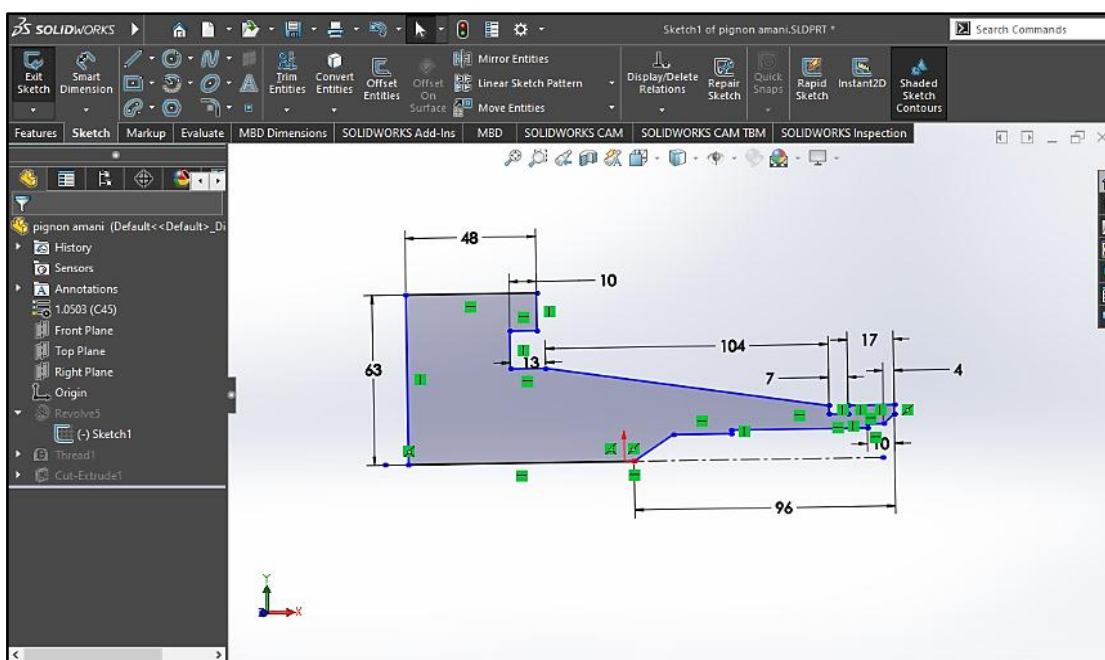 SOLIDWORKS
Sketch1 of pignon amani.SLDPRT *
Search Commands
Exit Sketch
Smart Dimension
Trim Entities
Convert Entities
Offset Entities
Offset On Surface
Mirror Entities
Linear Sketch Pattern
Move Entities
Display/Delete Relations
Repair Sketch
Quick Snaps
Rapid Sketch
Instant2D
Shaded Sketch Contours
Features Sketch Markup Evaluate MBD Dimensions SOLIDWORKS Add-Ins MBD SOLIDWORKS CAM SOLIDWORKS CAM TBM SOLIDWORKS Inspection
pignon amani (Default<<Default>_Di
History
Sensors
Annotations
1.0503 (C45)
Front Plane
Top Plane
Right Plane
Origin
Revolve5
(-) Sketch1
Thread1
Cut-Extrude1
48
10
104
17
13
63
7
4
10
96
Y
X